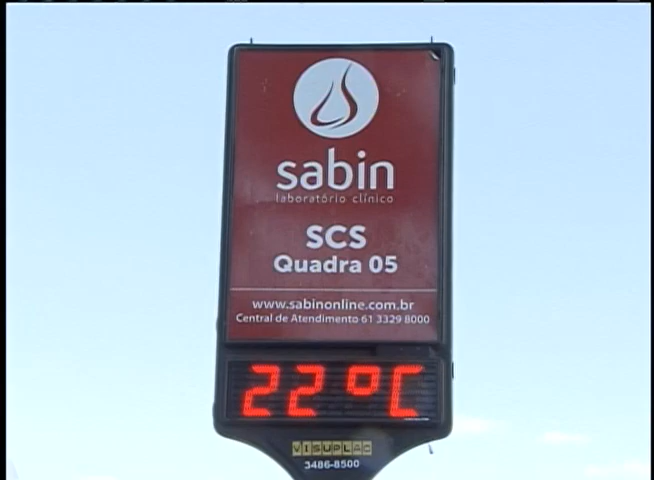 sabin
laboratório clínico
SCS
Quadra 05
www.sabinonline.com.br
Central de Atendimento 61 3329 8000
22 ºC
VISUPLAC
3486-8500